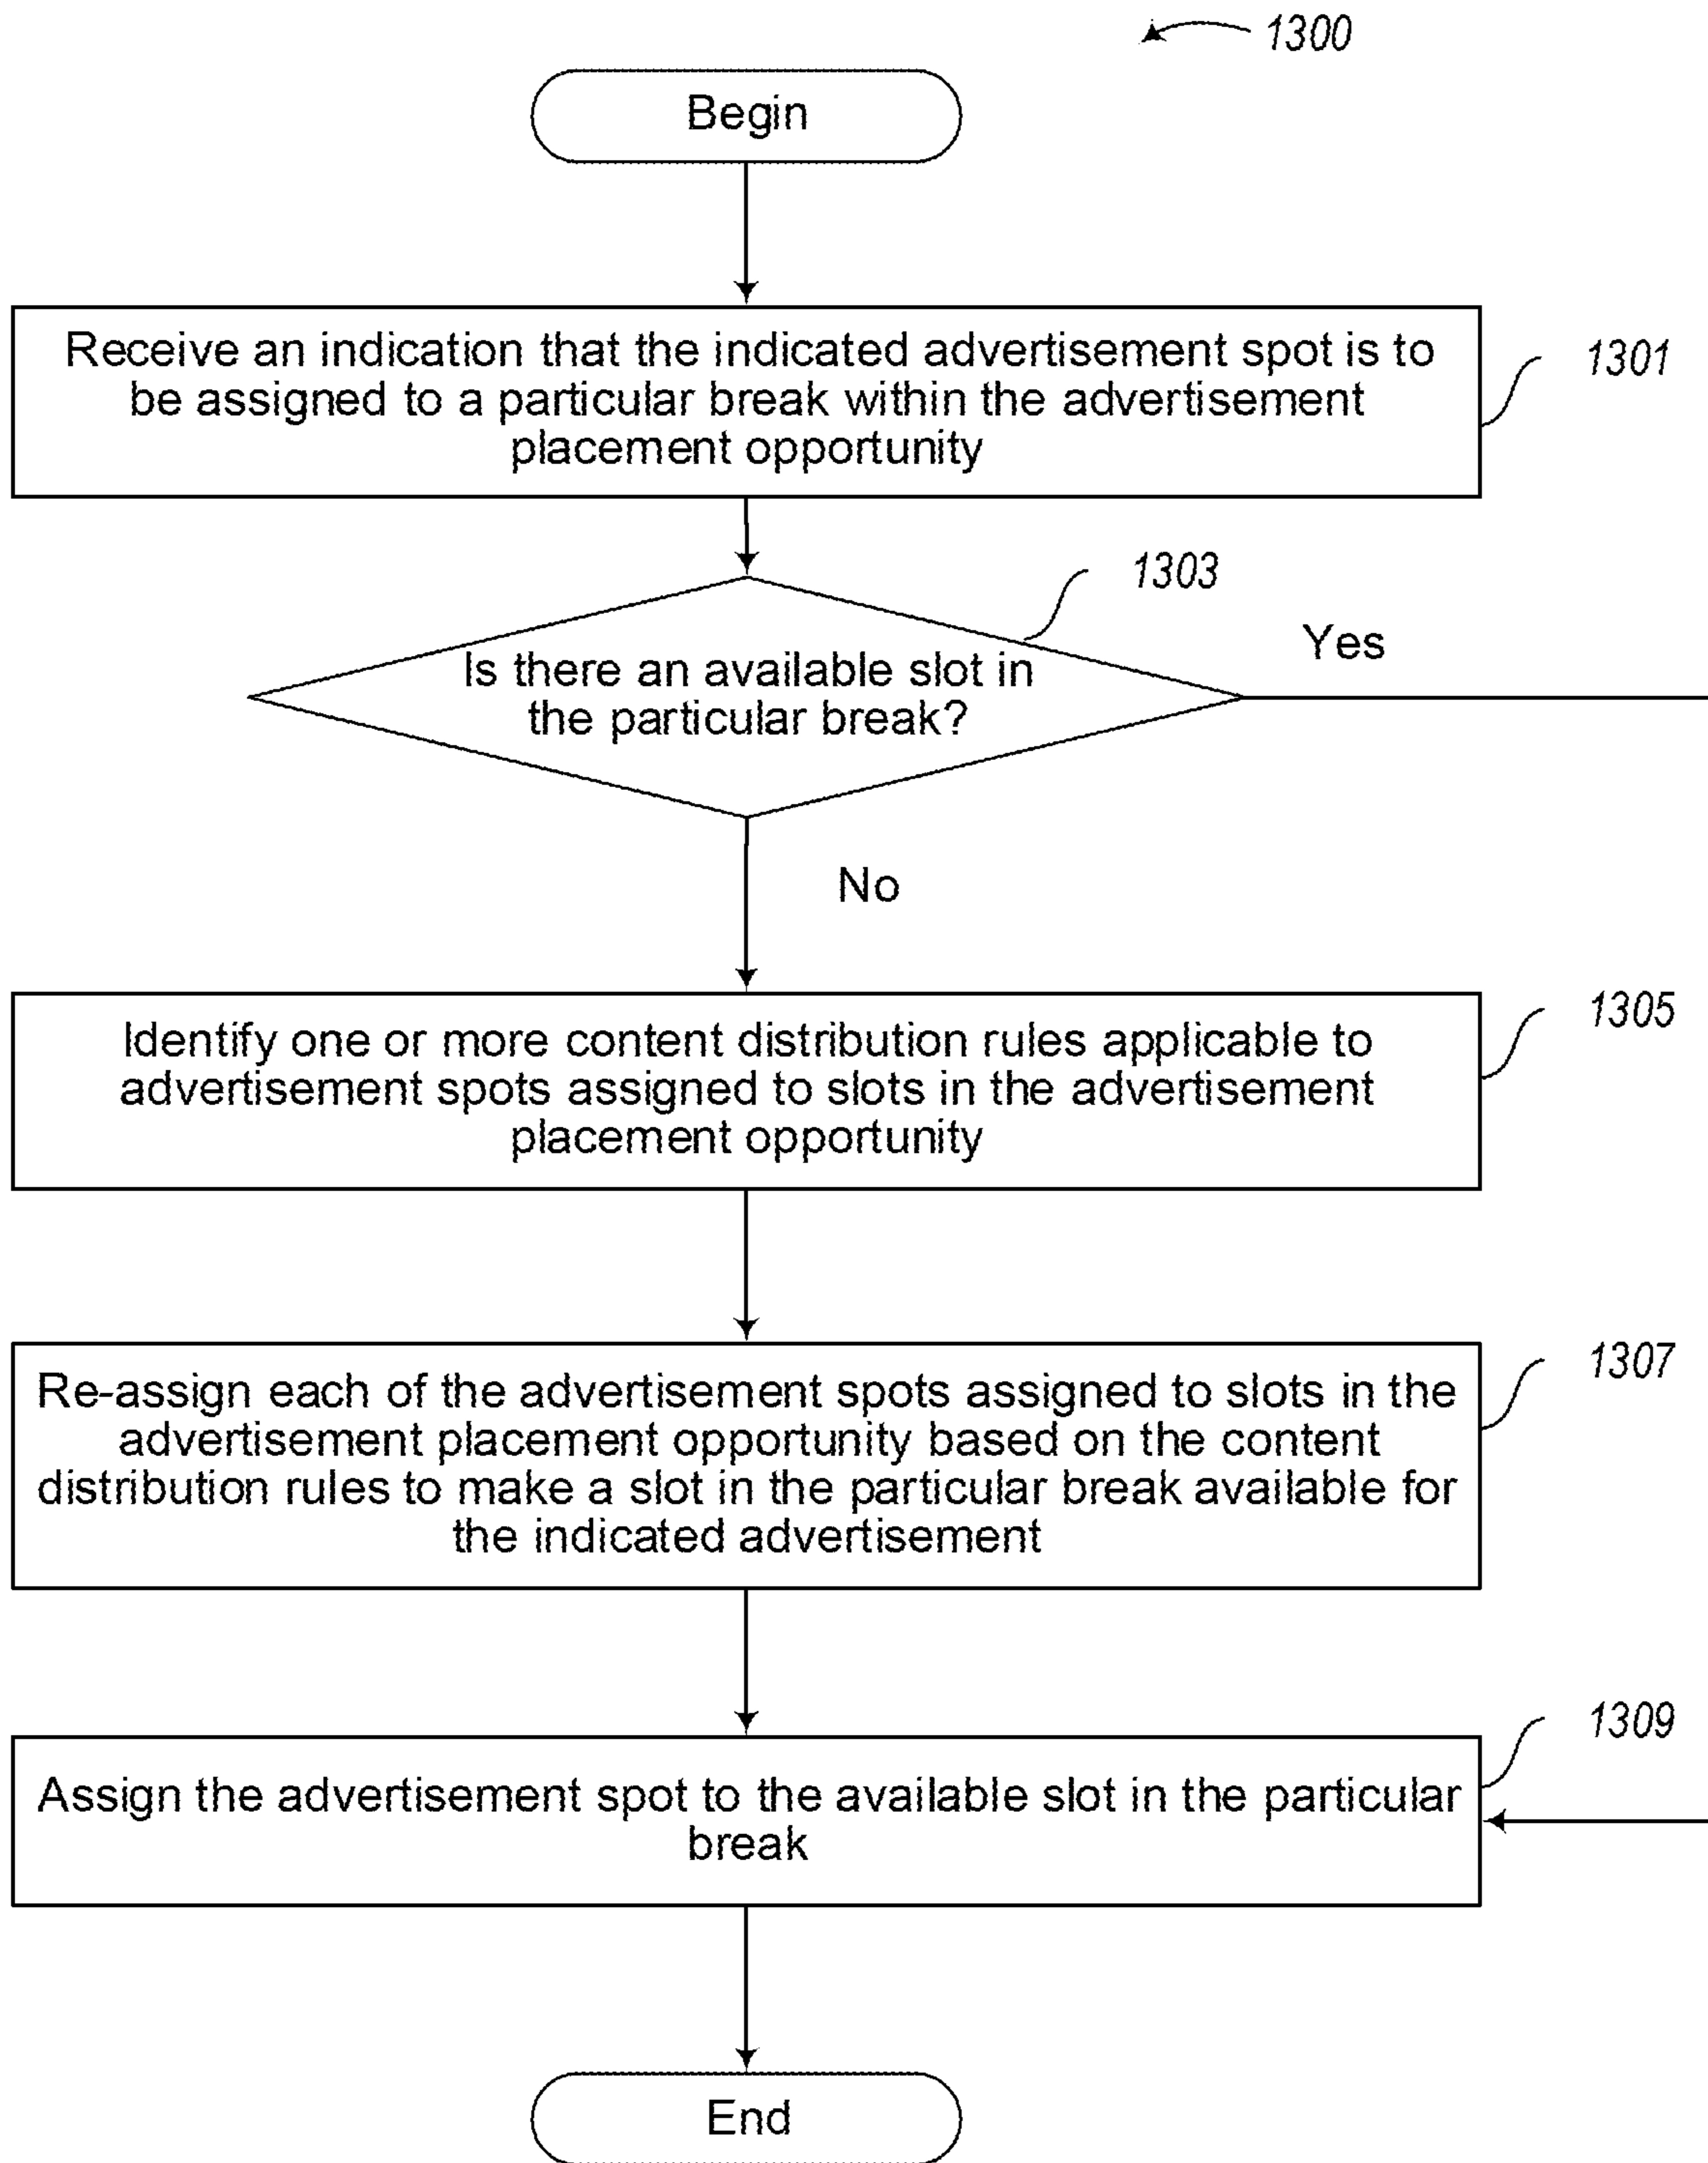 1300
Begin
Receive an indication that the indicated advertisement spot is to
be assigned to a particular break within the advertisement
placement opportunity
1301
1303
Is there an available slot in
the particular break?
Yes
No
Identify one or more content distribution rules applicable to
advertisement spots assigned to slots in the advertisement
placement opportunity
1305
Re-assign each of the advertisement spots assigned to slots in the
advertisement placement opportunity based on the content
distribution rules to make a slot in the particular break available for
the indicated advertisement
1307
Assign the advertisement spot to the available slot in the particular
break
1309
End